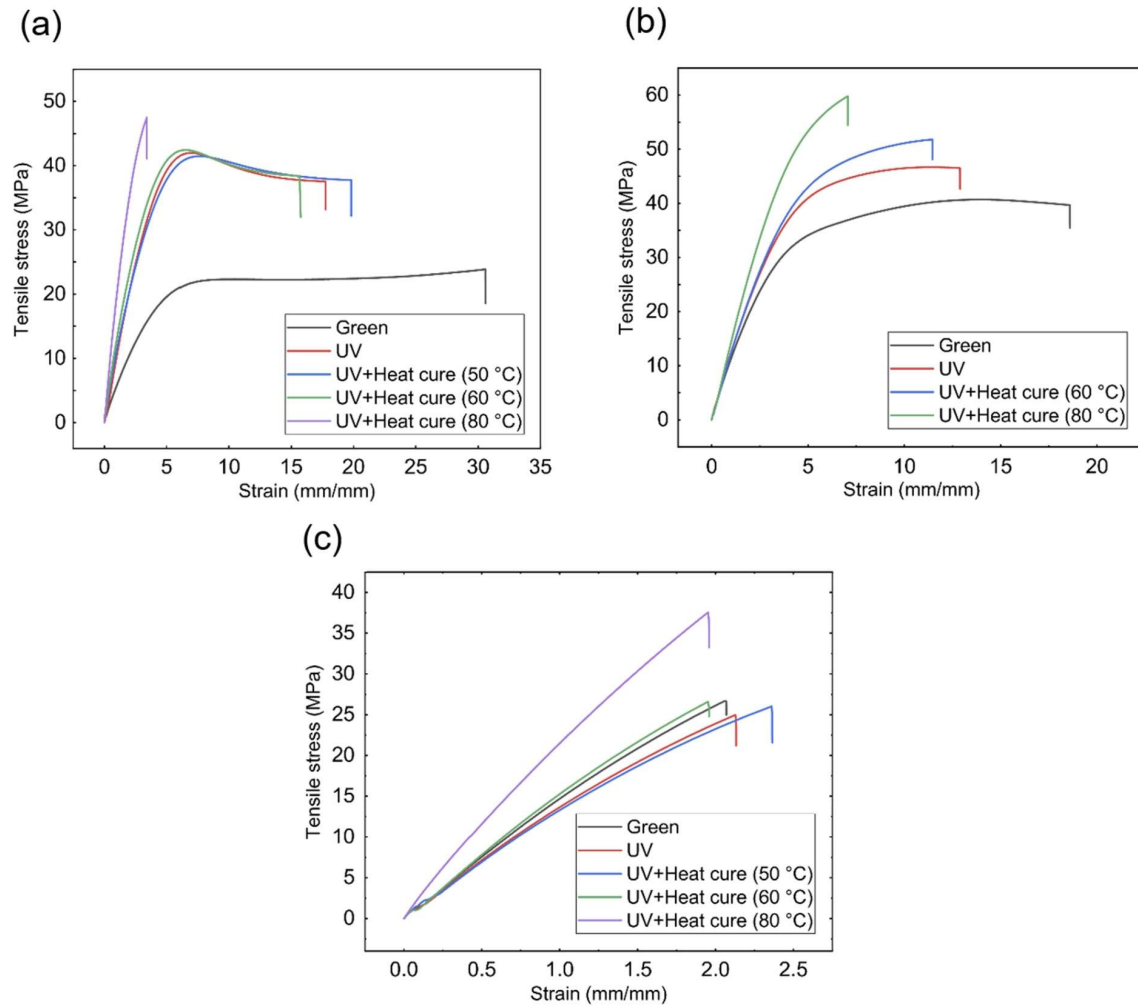 (a)
50
40
30
20
10
0
Tensile stress (MPa)
Green
UV
UV+Heat cure (50 °C)
UV+Heat cure (60 °C)
UV+Heat cure (80 °C)
0 5 10 15 20 25 30 35
Strain (mm/mm)
(b)
60
50
40
30
20
10
0
Tensile stress (MPa)
Green
UV
UV+Heat cure (60 °C)
UV+Heat cure (80 °C)
0 5 10 15 20
Strain (mm/mm)
(c)
40
35
30
25
20
15
10
5
0
Tensile stress (MPa)
Green
UV
UV+Heat cure (50 °C)
UV+Heat cure (60 °C)
UV+Heat cure (80 °C)
0.0 0.5 1.0 1.5 2.0 2.5
Strain (mm/mm)